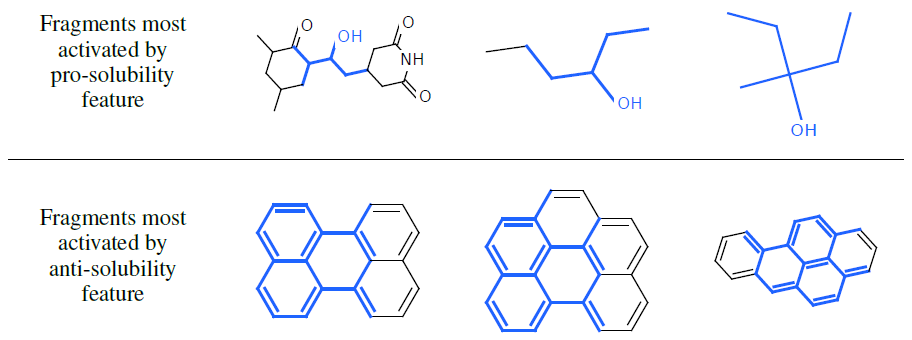 Fragments most
activated by
pro-solubility
feature
O
OH
O
NH
O
OH
OH
Fragments most
activated by
anti-solubility
feature